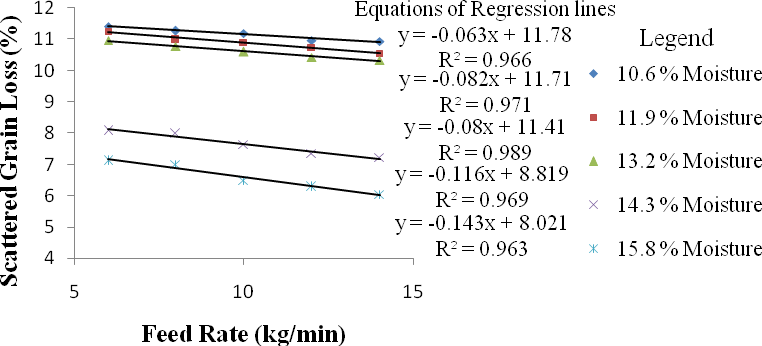 Equations of Regression lines
y = -0.063x + 11.78
R² = 0.966
y = -0.082x + 11.71
R² = 0.971
y = -0.08x + 11.41
R² = 0.989
y = -0.116x + 8.819
R² = 0.969
y = -0.143x + 8.021
R² = 0.963
Legend
10.6 % Moisture
11.9 % Moisture
13.2 % Moisture
14.3 % Moisture
15.8 % Moisture
Scattered Grain Loss (%)
12
11
10
9
8
7
6
5
4
5
10
15
Feed Rate (kg/min)